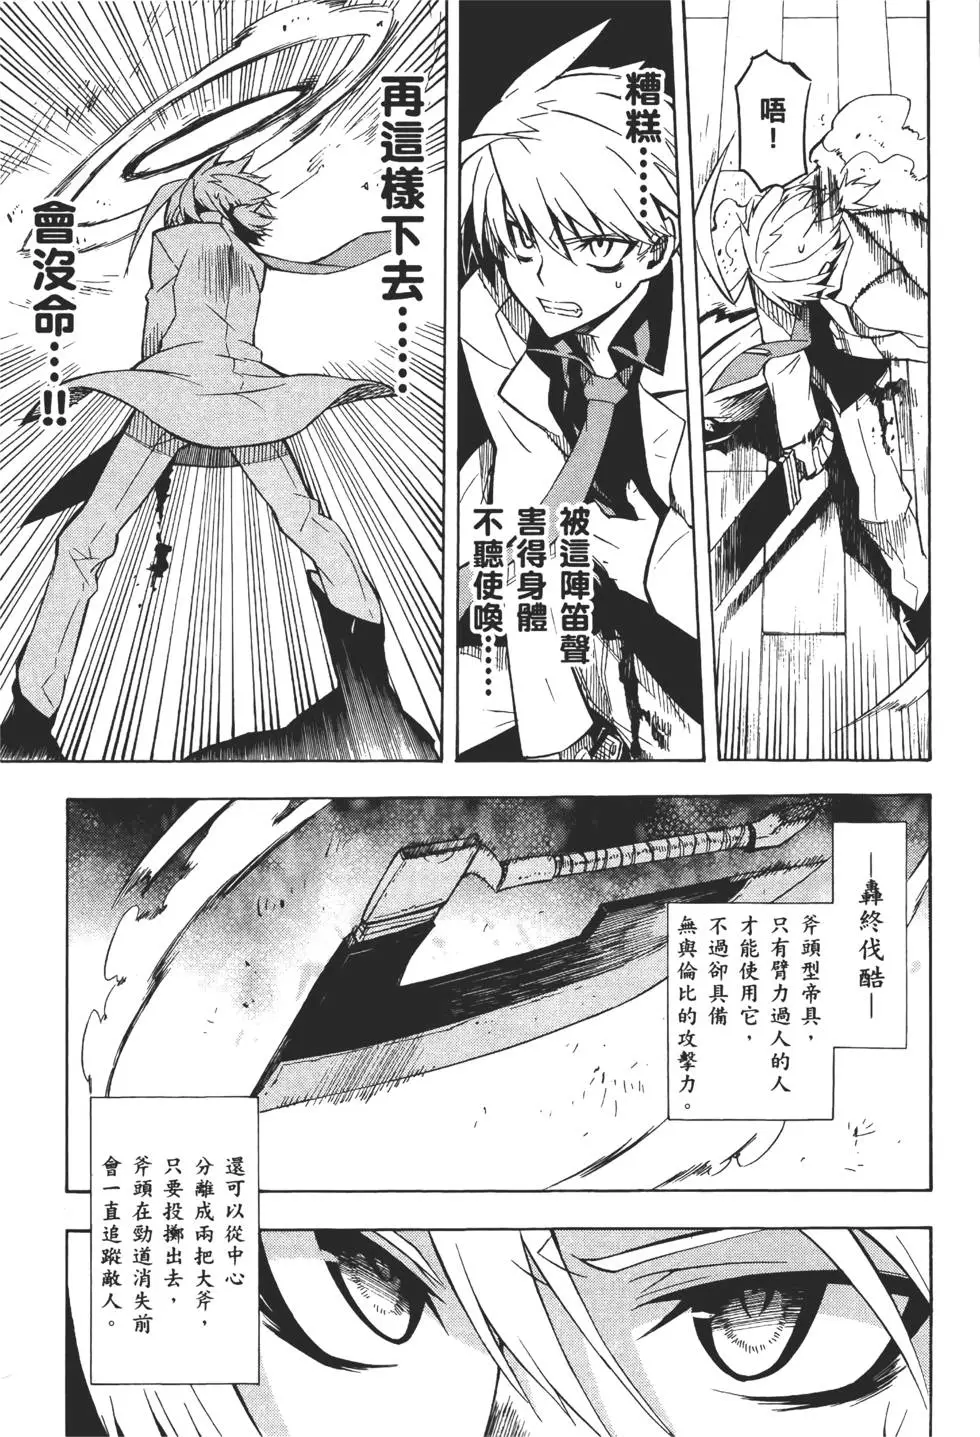 唔！
糟糕……
被這陣笛聲
害得身體
不聽使喚……
再這樣下去……
會沒命…!!
—轟終伐酷—
斧頭型帝具，
只有臂力過人的人
才能使用它，
不過卻具備
無與倫比的攻擊力。
還可以從中心
分離成兩把大斧，
只要投擲出去，
斧頭在勁道消失前
會一直追蹤敵人。